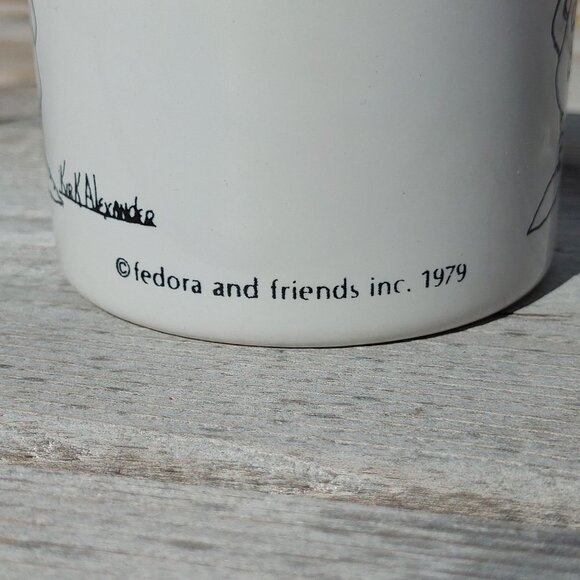 Kirk Alexander
©fedora and friends inc. 1979